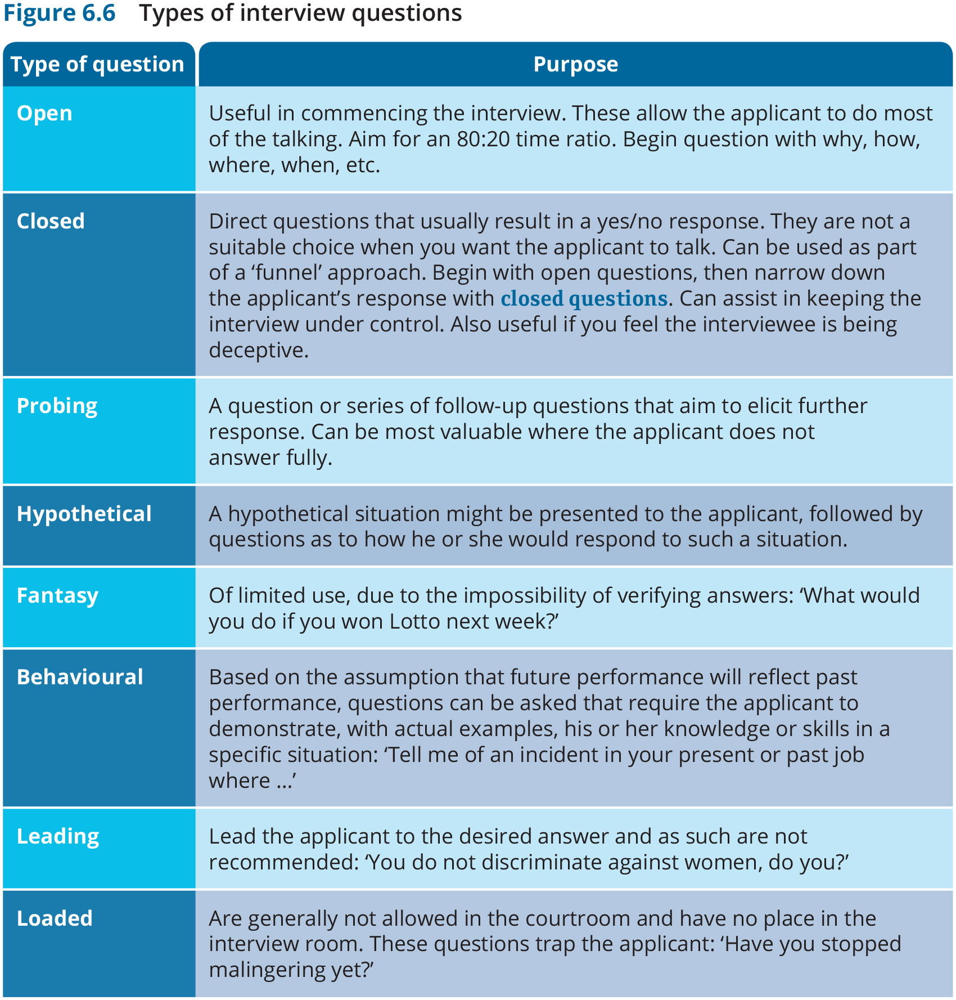 Figure 6.6 Types of interview questions
Type of question
Purpose
Open
Useful in commencing the interview. These allow the applicant to do most
of the talking. Aim for an 80:20 time ratio. Begin question with why, how,
where, when, etc.
Closed
Direct questions that usually result in a yes/no response. They are not a
suitable choice when you want the applicant to talk. Can be used as part
of a ‘funnel’ approach. Begin with open questions, then narrow down
the applicant’s response with closed questions. Can assist in keeping the
interview under control. Also useful if you feel the interviewee is being
deceptive.
Probing
A question or series of follow-up questions that aim to elicit further
response. Can be most valuable where the applicant does not
answer fully.
Hypothetical
A hypothetical situation might be presented to the applicant, followed by
questions as to how he or she would respond to such a situation.
Fantasy
Of limited use, due to the impossibility of verifying answers: ‘What would
you do if you won Lotto next week?’
Behavioural
Based on the assumption that future performance will reflect past
performance, questions can be asked that require the applicant to
demonstrate, with actual examples, his or her knowledge or skills in a
specific situation: ‘Tell me of an incident in your present or past job
where ...’
Leading
Lead the applicant to the desired answer and as such are not
recommended: ‘You do not discriminate against women, do you?’
Loaded
Are generally not allowed in the courtroom and have no place in the
interview room. These questions trap the applicant: ‘Have you stopped
malingering yet?’